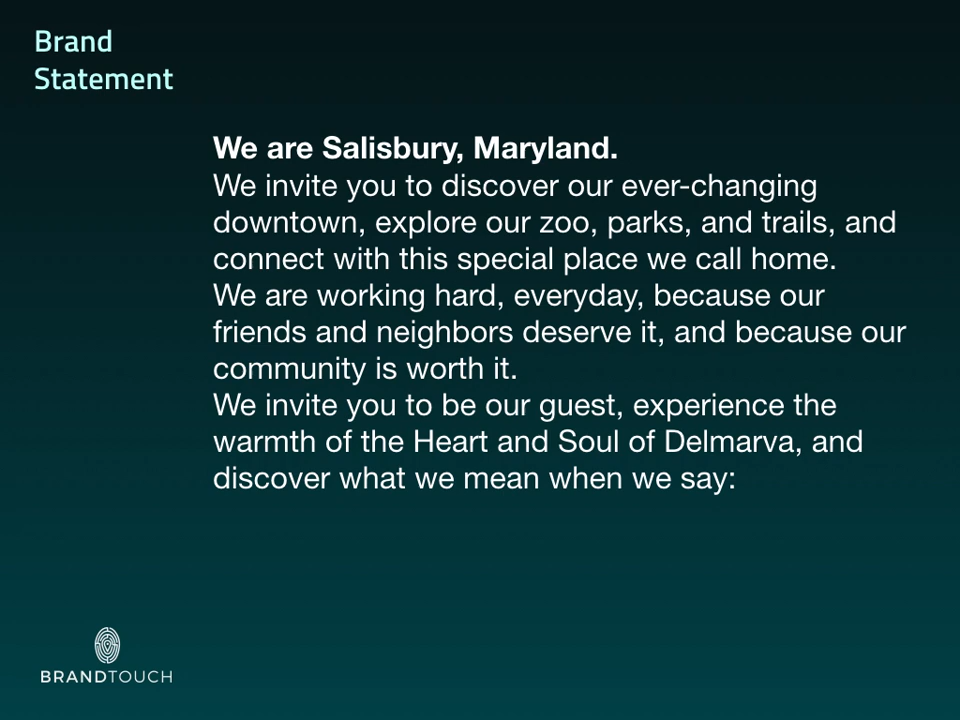 Brand
Statement
We are Salisbury, Maryland.
We invite you to discover our ever-changing
downtown, explore our zoo, parks, and trails, and
connect with this special place we call home.
We are working hard, everyday, because our
friends and neighbors deserve it, and because our
community is worth it.
We invite you to be our guest, experience the
warmth of the Heart and Soul of Delmarva, and
discover what we mean when we say:
BRANDTOUCH